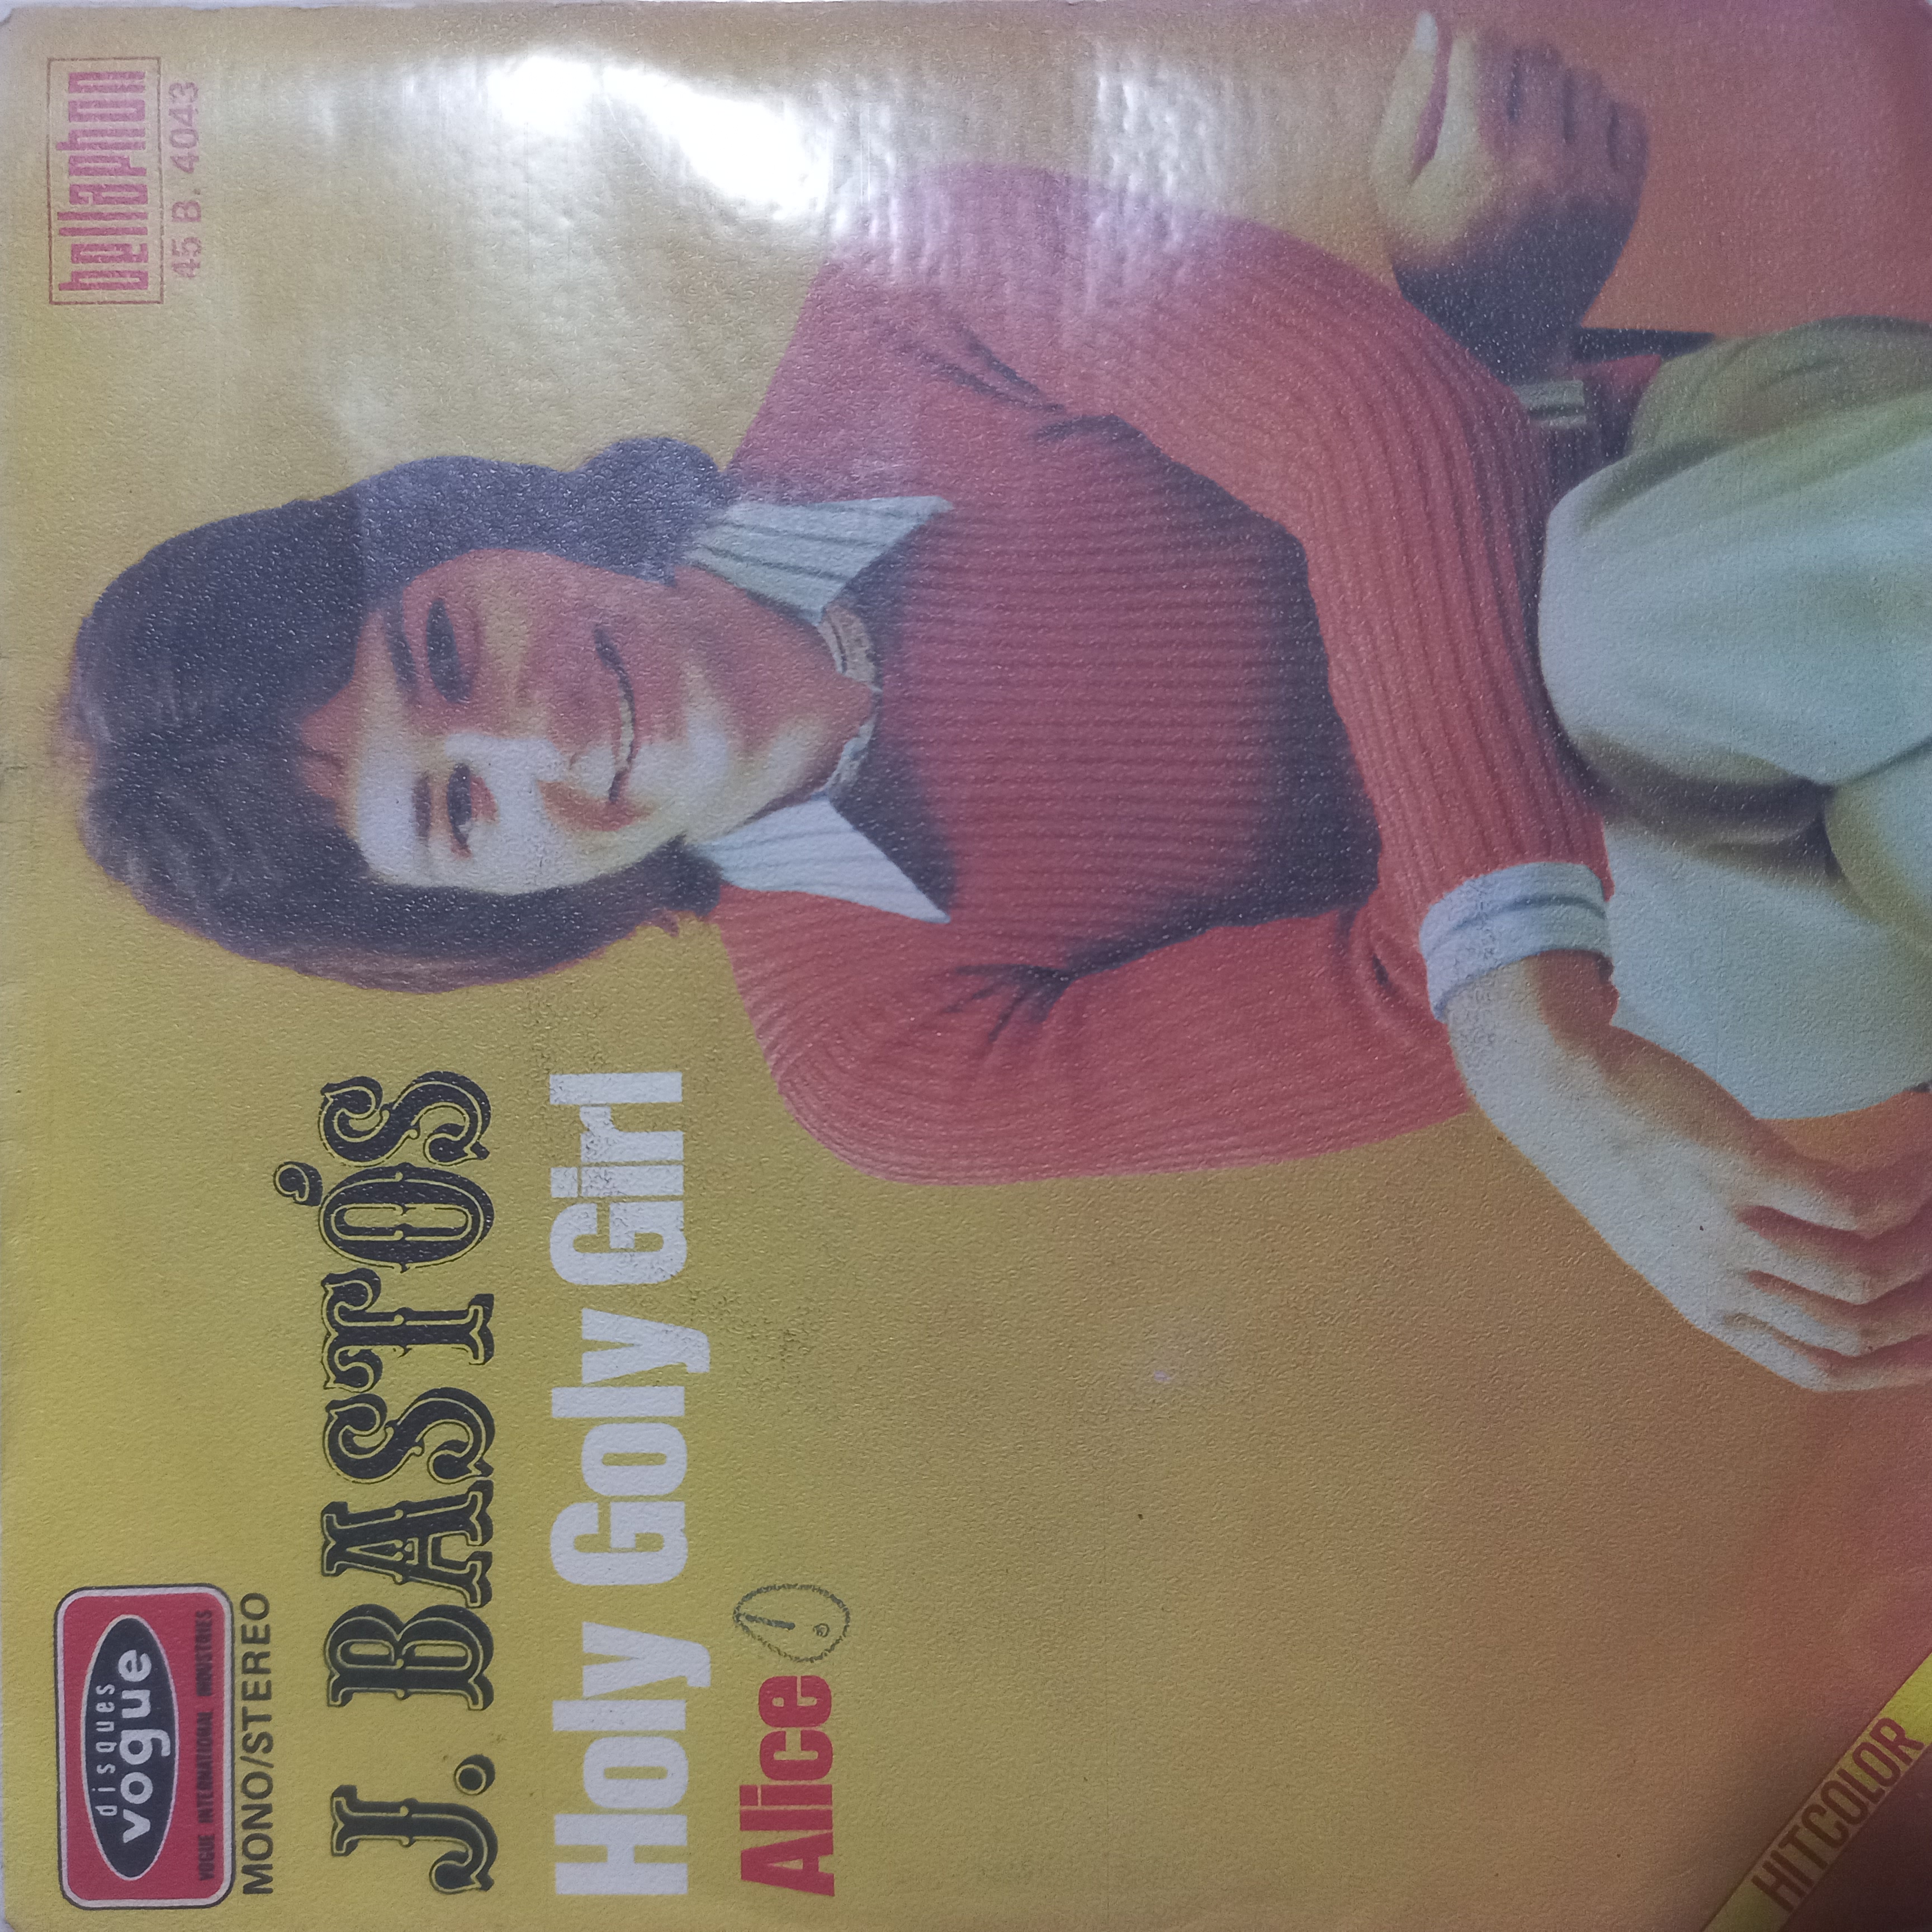 disques
vogue
VOGUE INTERNATIONAL INDUSTRIES
MONO/STEREO
bellaphon
45 B. 4043
J. BASTÓS
Holy Goly Girl
Alice
!
HITCOLOR